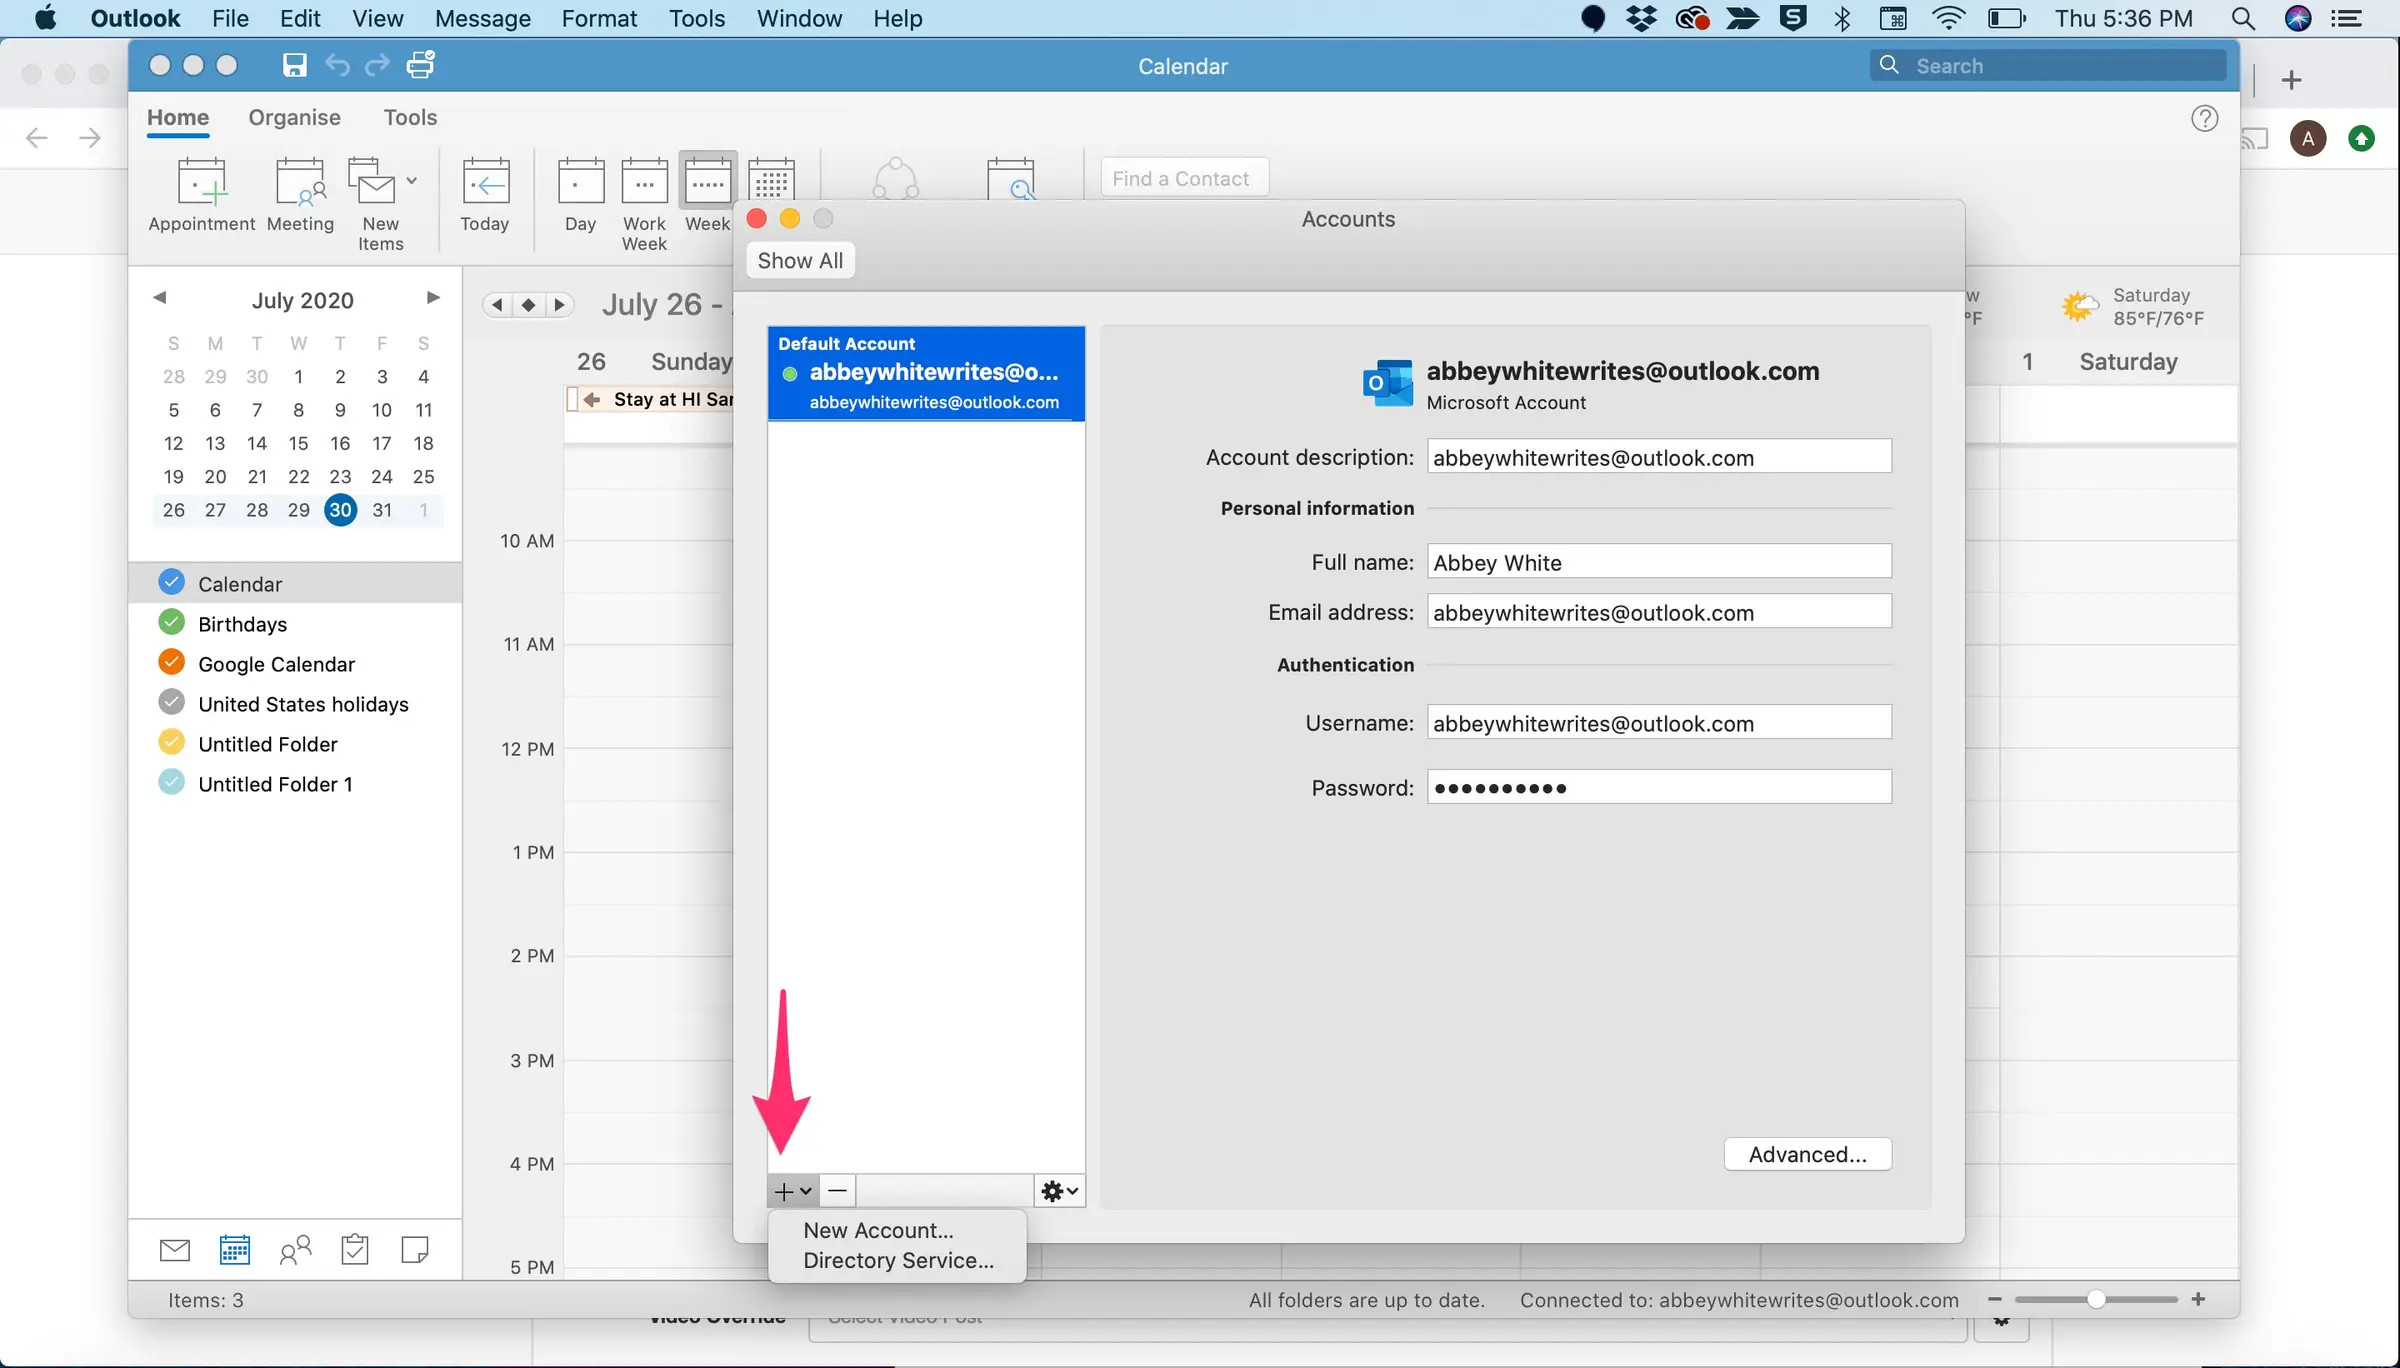 Outlook File Edit View Message Format Tools Window Help
Thu 5:36 PM
Calendar
Search
Home Organise Tools
A
Appointment
Meeting
New
Items
Today
Day
Work
Week
Week
Find a Contact
Accounts
Show All
July 2020
S M T W T F S
28 29 30 1 2 3 4
5 6 7 8 9 10 11
12 13 14 15 16 17 18
19 20 21 22 23 24 25
26 27 28 29 30 31 1
Calendar
Birthdays
Google Calendar
United States holidays
Untitled Folder
Untitled Folder 1
July 26 -
26 Sunday
Stay at HI Sar
10 AM
11 AM
12 PM
1 PM
2 PM
3 PM
4 PM
5 PM
Default Account
abbeywhitewrites@o...
abbeywhitewrites@outlook.com
abbeywhitewrites@outlook.com
Microsoft Account
Account description: abbeywhitewrites@outlook.com
Personal information
Full name: Abbey White
Email address: abbeywhitewrites@outlook.com
Authentication
Username: abbeywhitewrites@outlook.com
Password: ••••••••••
Advanced...
New Account...
Directory Service...
w
°F
Saturday
85°F/76°F
1 Saturday
Items: 3
All folders are up to date.
Connected to: abbeywhitewrites@outlook.com
Video Override
Select Video Post